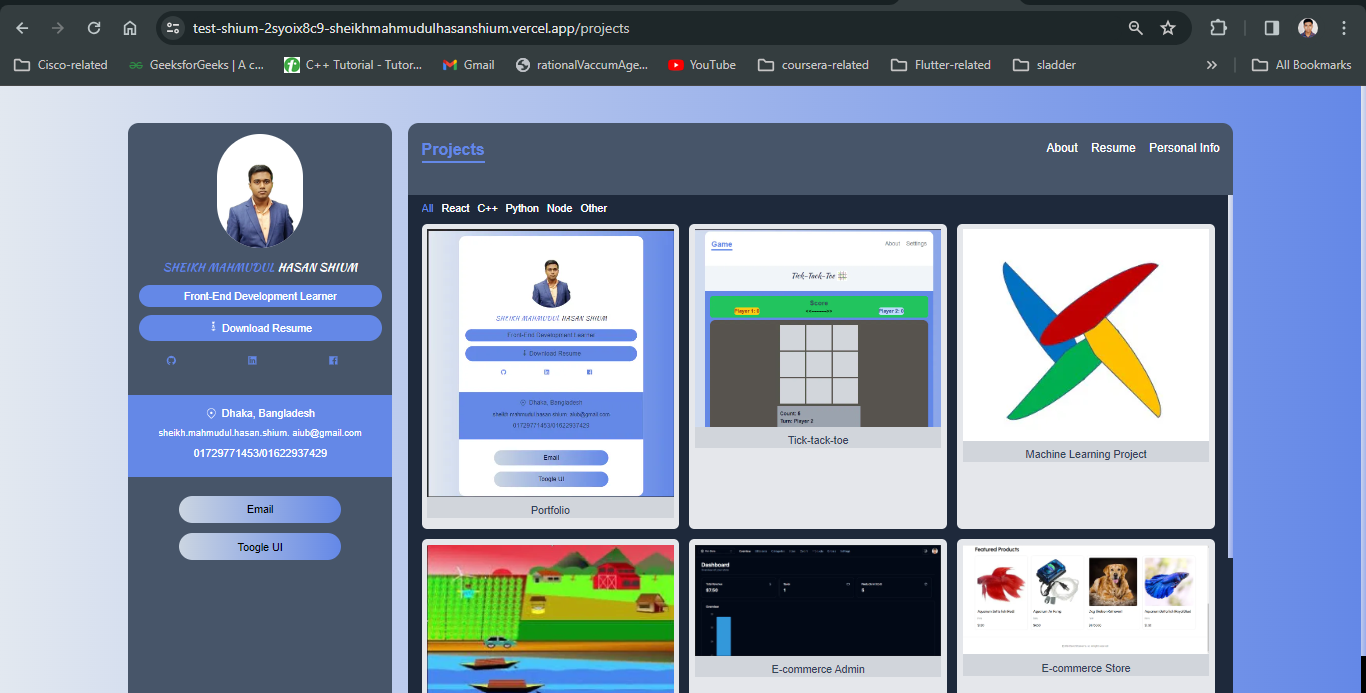 test-shium-2syoix8c9-sheikhmahmudulhasanshium.vercel.app/projects
Cisco-related
GeeksforGeeks | A c...
C++ Tutorial - Tutor...
Gmail
rationalVaccumAge...
YouTube
coursera-related
Flutter-related
sladder
»
All Bookmarks
SHEIKH MAHMUDUL HASAN SHIUM
Front-End Development Learner
Download Resume
Dhaka, Bangladesh
sheikh.mahmudul.hasan.shium. aiub@gmail.com
01729771453/01622937429
Email
Toogle UI
Projects
About Resume Personal Info
All React C++ Python Node Other
SHEIKH MAHMUDUL HASAN SHIUM
Front-End Development Learner
Download Resume
Dhaka, Bangladesh
sheikh.mahmudul.hasan.shium. aiub@gmail.com
01729771453/01622937429
Email
Toogle UI
Portfolio
Game
About Settings
Tick-Tack-Toe
Score
Player 1: 0
Player 2: 0
Count: 0
Turn: Player 2
Tick-tack-toe
Machine Learning Project
Dashboard
Overview
E-commerce Admin
Featured Products
E-commerce Store